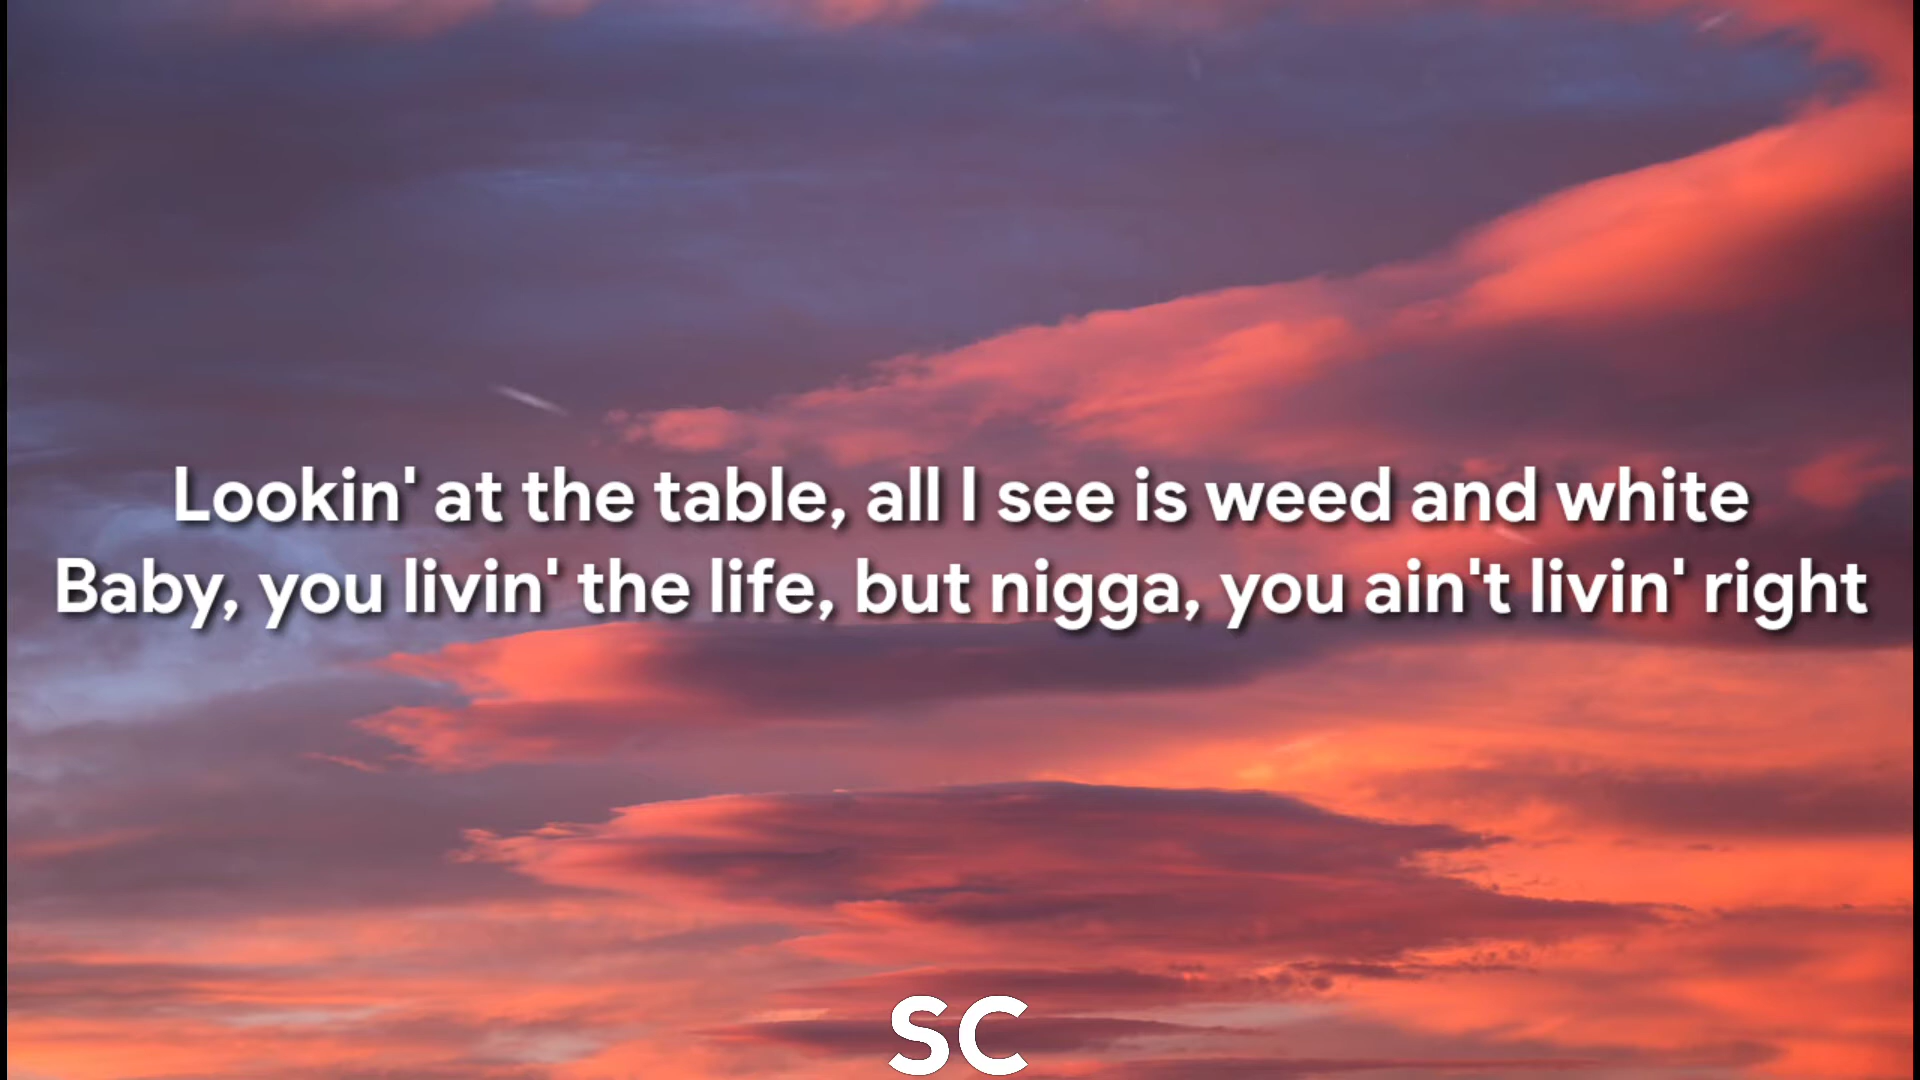 Lookin' at the table, all I see is weed and white
Baby, you livin' the life, but nigga, you ain't livin' right
SC